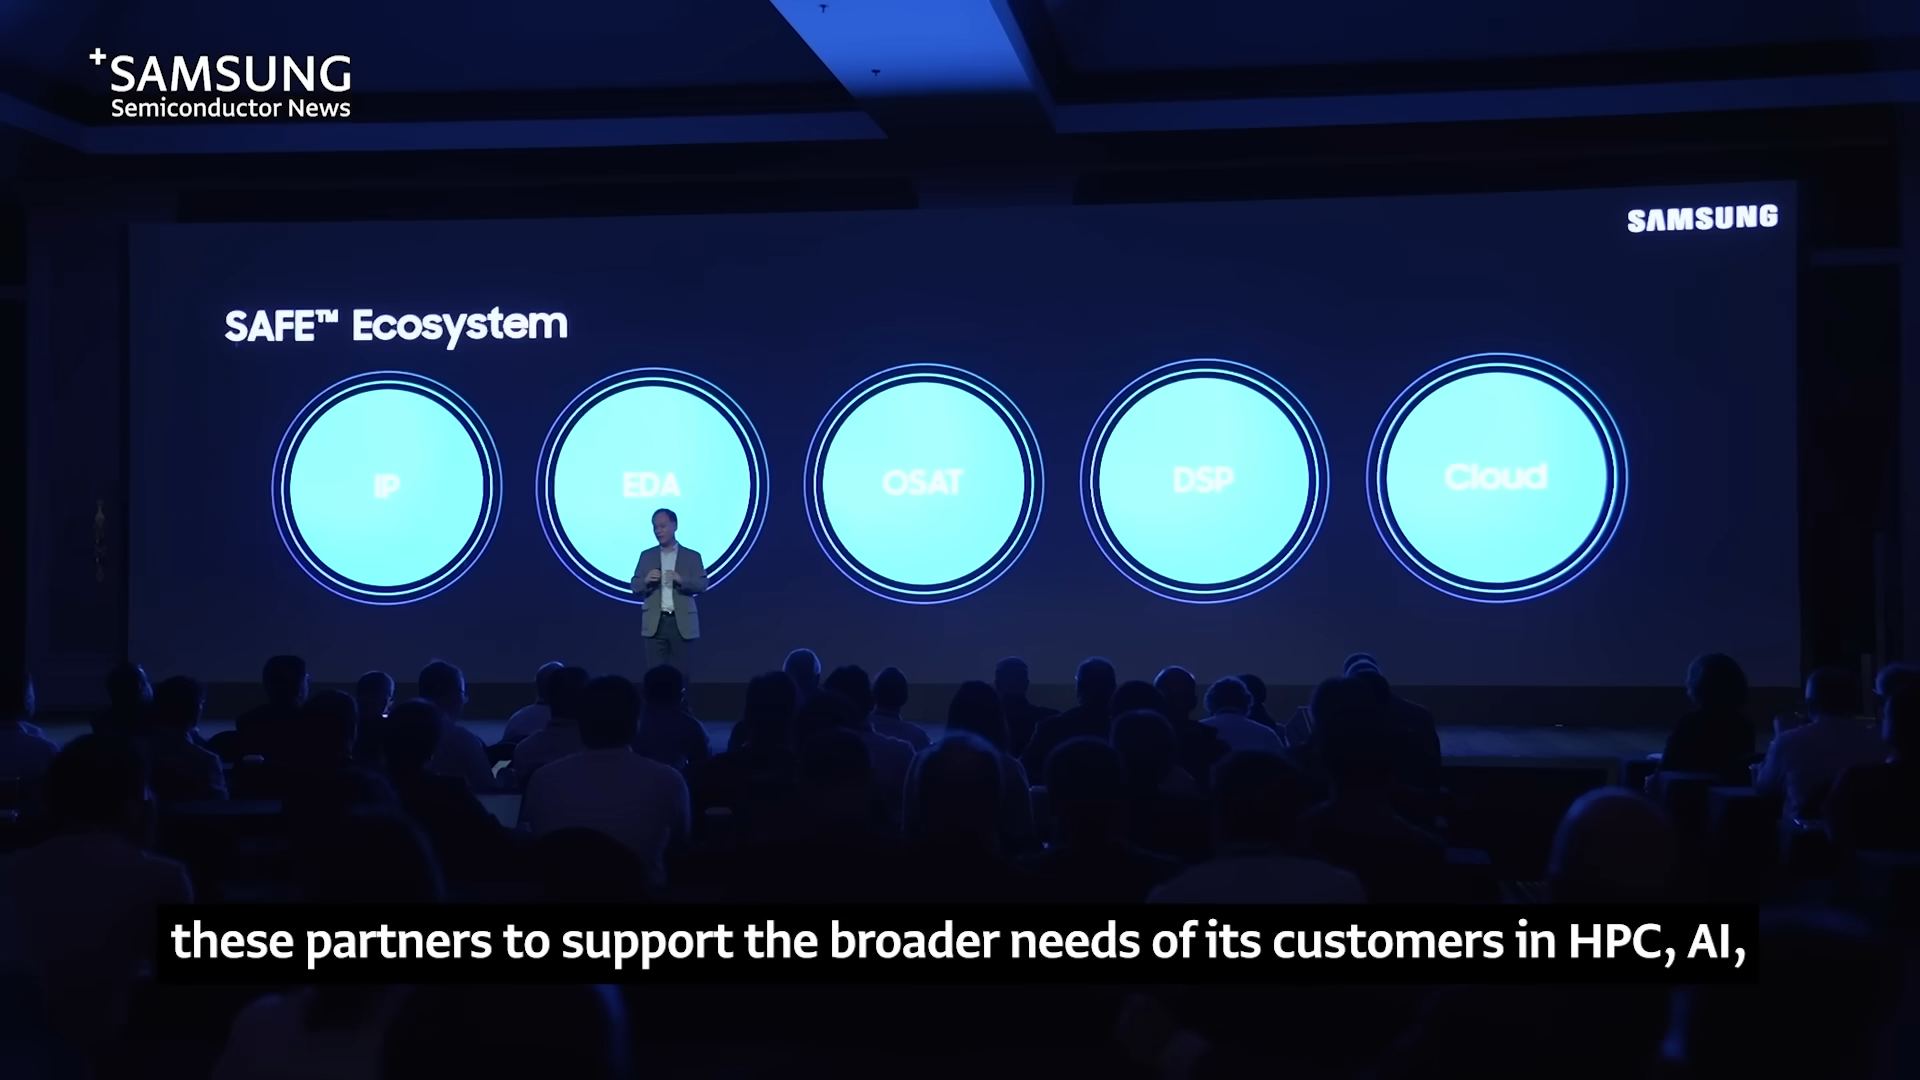 +SAMSUNG
Semiconductor News
SAMSUNG
SAFE™ Ecosystem
IP
EDA
OSAT
DSP
Cloud
these partners to support the broader needs of its customers in HPC, AI,